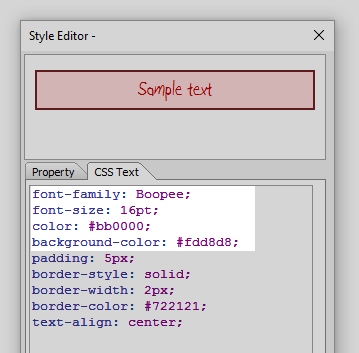 Style Editor -
Sample text
Property
CSS Text
font-family: Boopee;
font-size: 16pt;
color: #bb0000;
background-color: #fdd8d8;
padding: 5px;
border-style: solid;
border-width: 2px;
border-color: #722121;
text-align: center;